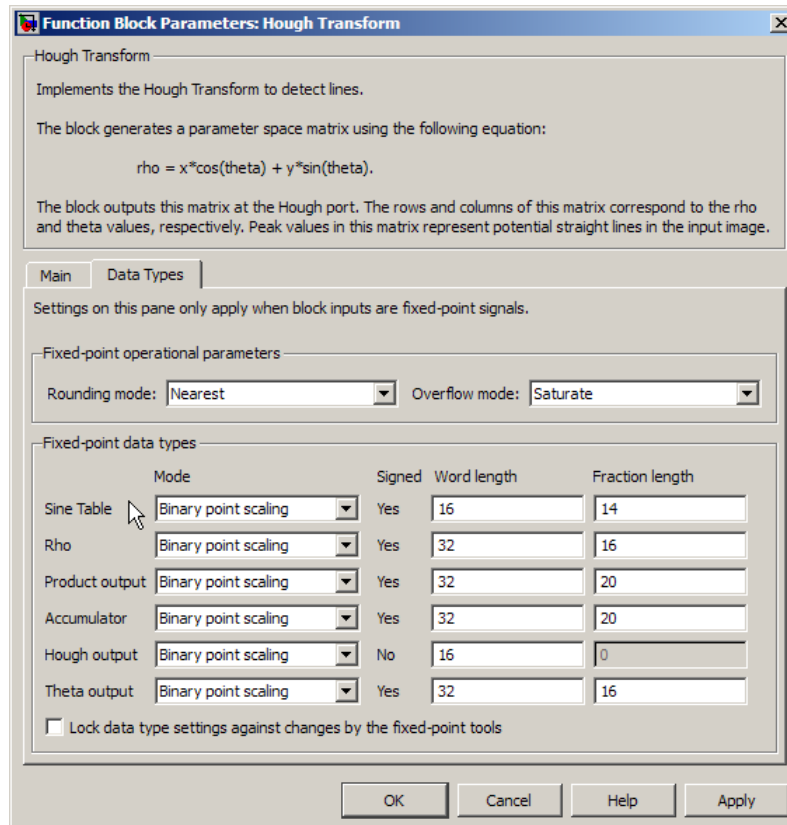 Function Block Parameters: Hough Transform
Hough Transform
Implements the Hough Transform to detect lines.
The block generates a parameter space matrix using the following equation:
rho = x*cos(theta) + y*sin(theta).
The block outputs this matrix at the Hough port. The rows and columns of this matrix correspond to the rho
and theta values, respectively. Peak values in this matrix represent potential straight lines in the input image.
Main Data Types
Settings on this pane only apply when block inputs are fixed-point signals.
Fixed-point operational parameters
Rounding mode: Nearest Overflow mode: Saturate
Fixed-point data types
Mode Signed Word length Fraction length
Sine Table Binary point scaling Yes 16 14
Rho Binary point scaling Yes 32 16
Product output Binary point scaling Yes 32 20
Accumulator Binary point scaling Yes 32 20
Hough output Binary point scaling No 16 0
Theta output Binary point scaling Yes 32 16
Lock data type settings against changes by the fixed-point tools
OK Cancel Help Apply